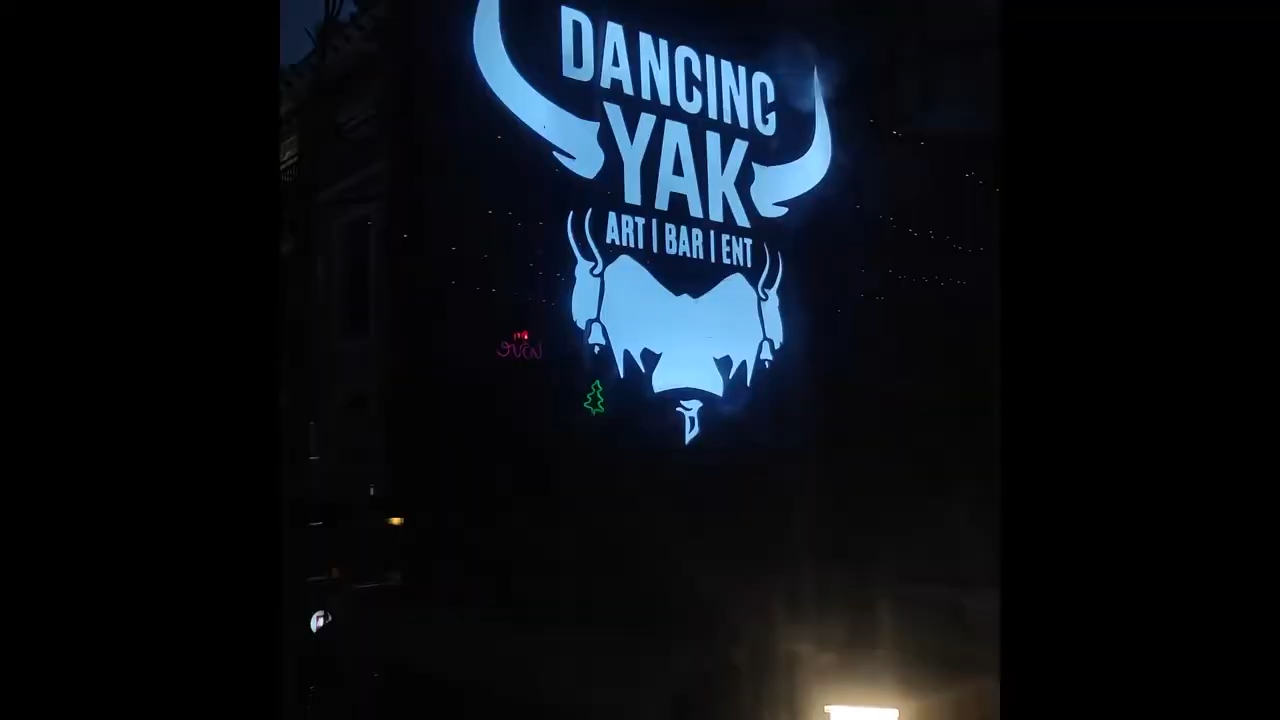 DANCING
YAK
ART | BAR | ENT
D